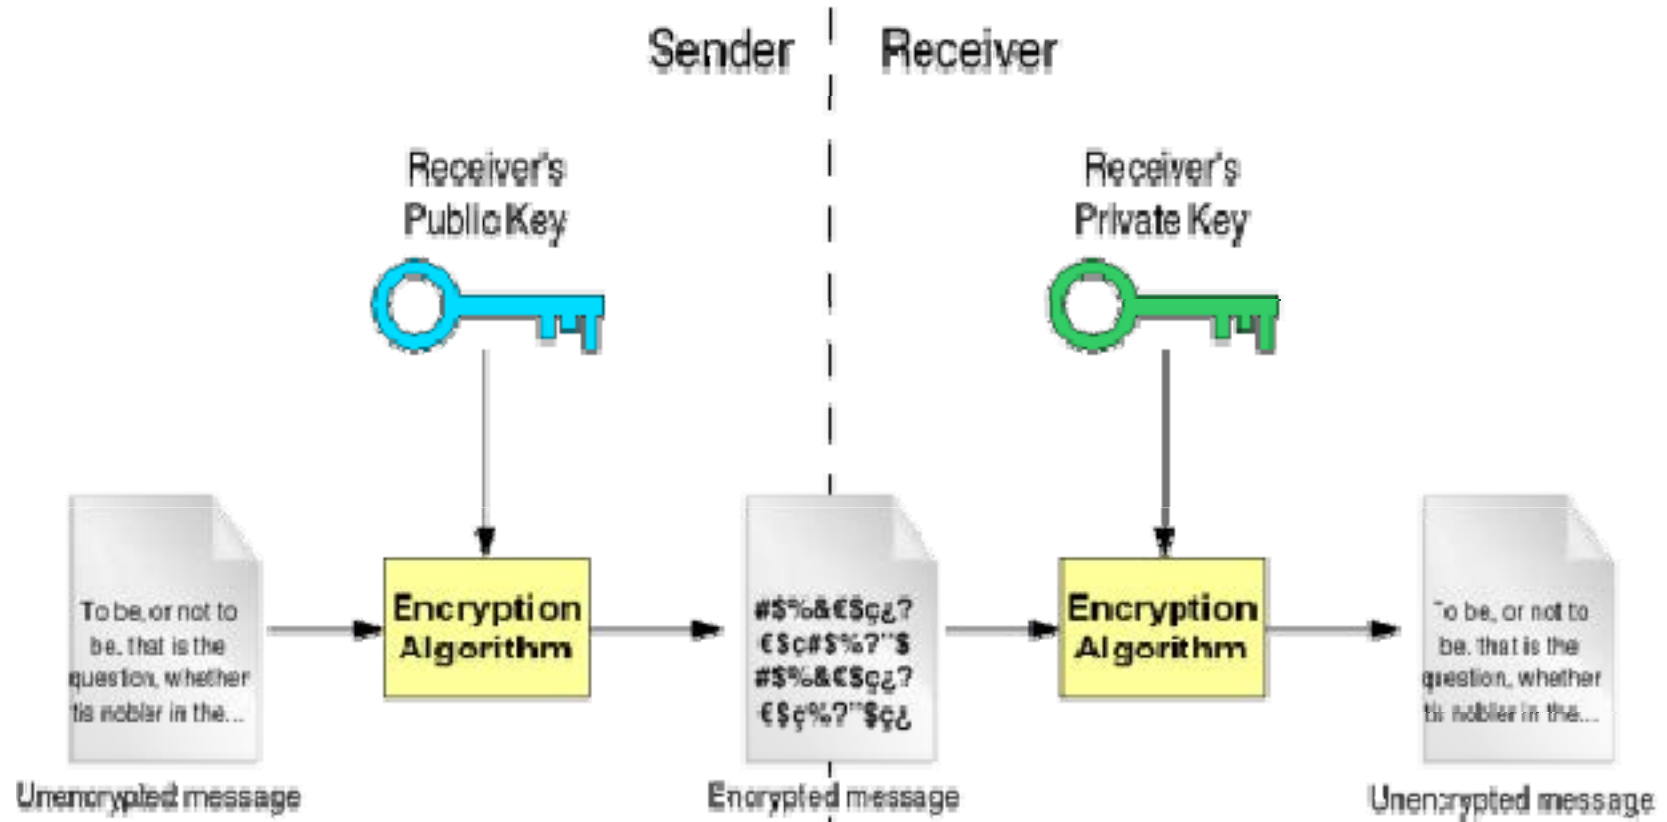 Sender
Receiver
Receiver's
Public Key
Receiver's
Private Key
To be, or not to
be. that is the
question, whether
tis nobler in the...
Encryption
Algorithm
#$%&€$ç¿?
€$ç#$%?"$
#$%&€$ç¿?
€$ç%?"$ç¿
Encryption
Algorithm
To be, or not to
be. that is the
question, whether
tis nobler in the...
Unencrypted message
Encrypted message
Unencrypted message